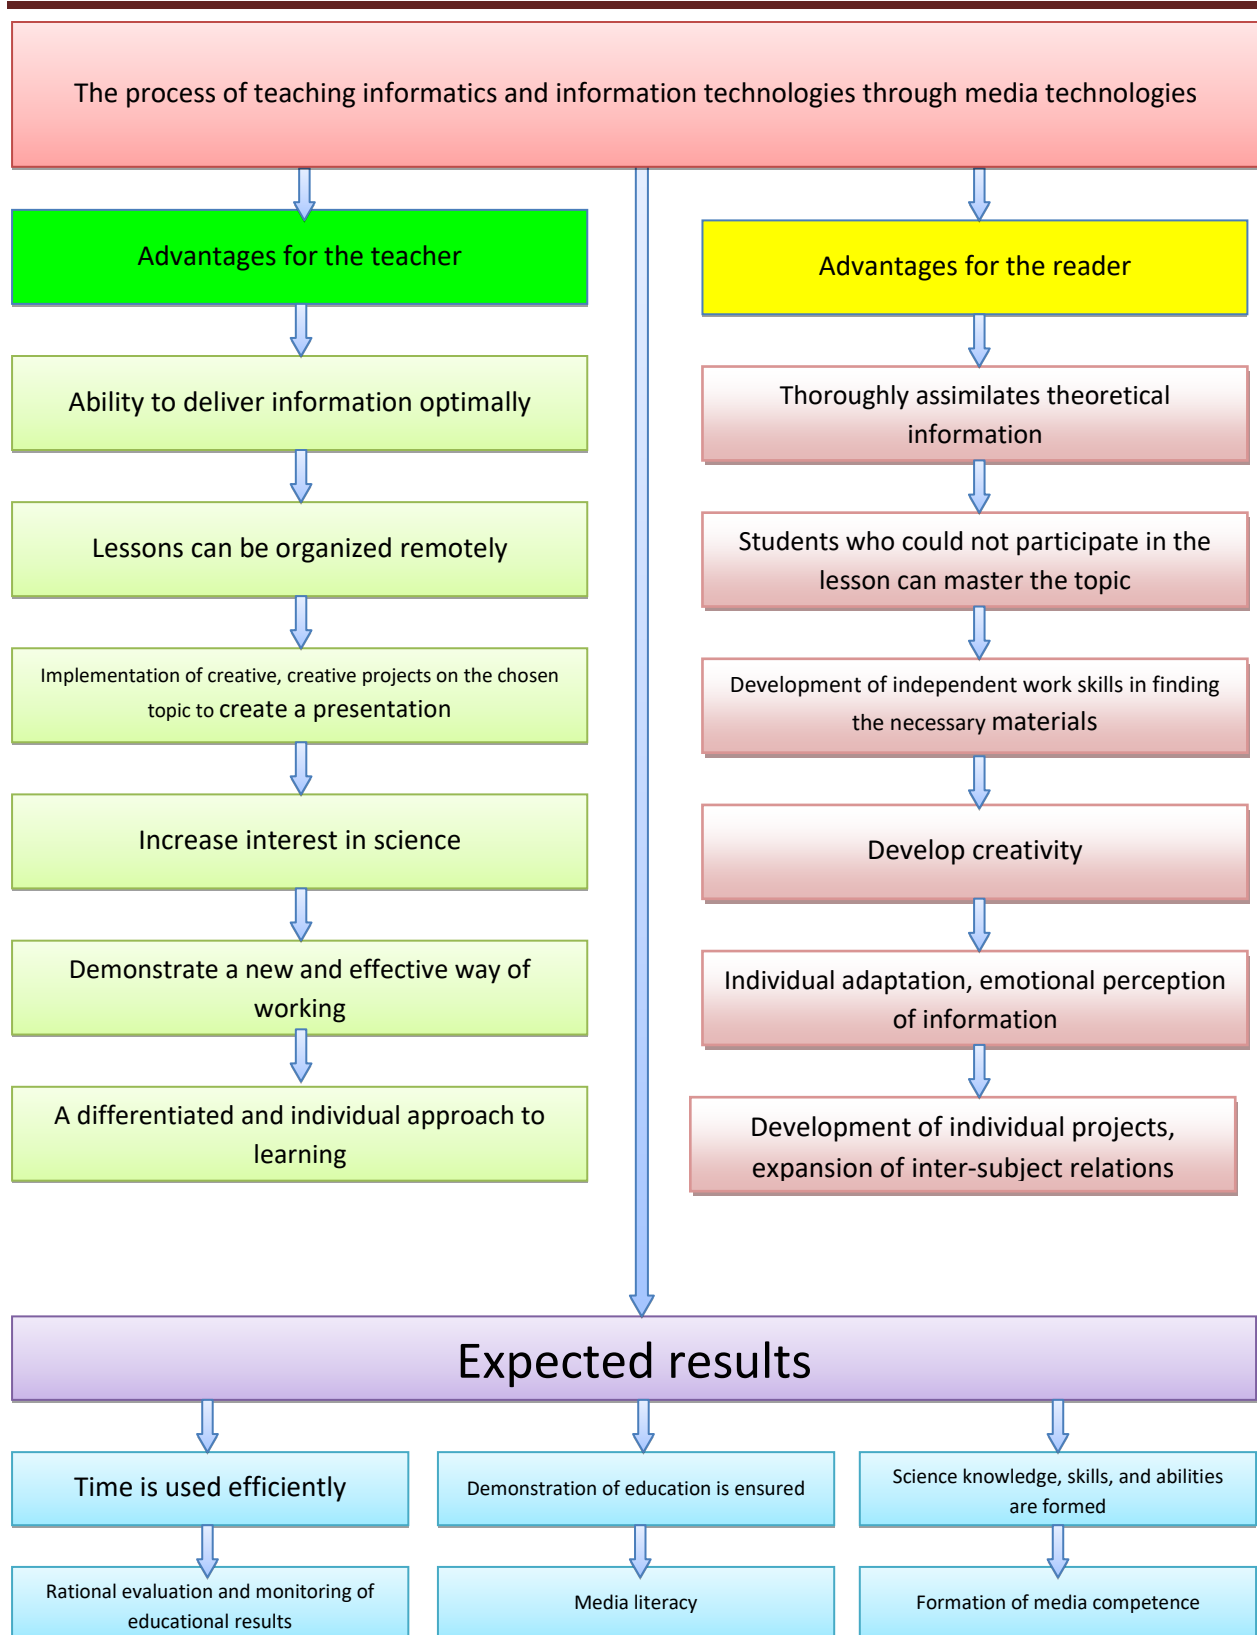 The process of teaching informatics and information technologies through media technologies
Advantages for the teacher
Ability to deliver information optimally
Lessons can be organized remotely
Implementation of creative, creative projects on the chosen
topic to create a presentation
Increase interest in science
Demonstrate a new and effective way of
working
A differentiated and individual approach to
learning
Advantages for the reader
Thoroughly assimilates theoretical
information
Students who could not participate in the
lesson can master the topic
Development of independent work skills in finding
the necessary materials
Develop creativity
Individual adaptation, emotional perception
of information
Development of individual projects,
expansion of inter-subject relations
Expected results
Time is used efficiently
Demonstration of education is ensured
Science knowledge, skills, and abilities
are formed
Rational evaluation and monitoring of
educational results
Media literacy
Formation of media competence